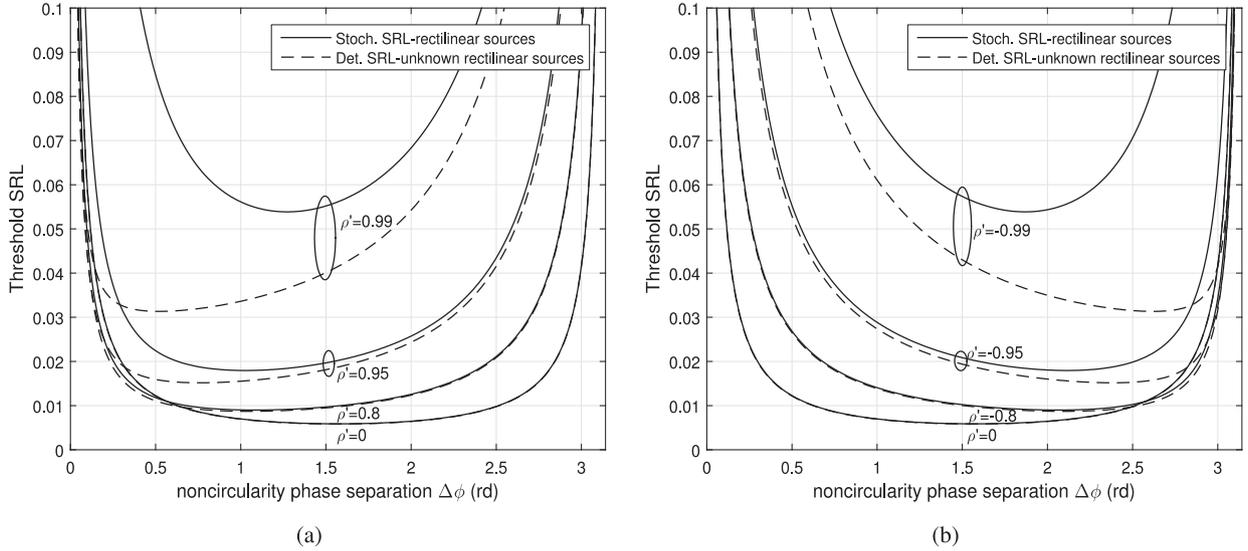 0.1
0.09
0.08
0.07
0.06
0.05
0.04
0.03
0.02
0.01
0
Threshold SRL
Stoch. SRL-rectilinear sources
Det. SRL-unknown rectilinear sources
ρ'=0.99
ρ'=0.95
ρ'=0.8
ρ'=0
0 0.5 1 1.5 2 2.5 3
noncircularity phase separation Δϕ (rd)
(a)
0.1
0.09
0.08
0.07
0.06
0.05
0.04
0.03
0.02
0.01
0
Threshold SRL
Stoch. SRL-rectilinear sources
Det. SRL-unknown rectilinear sources
ρ'=-0.99
ρ'=-0.95
ρ'=-0.8
ρ'=0
0 0.5 1 1.5 2 2.5 3
noncircularity phase separation Δϕ (rd)
(b)